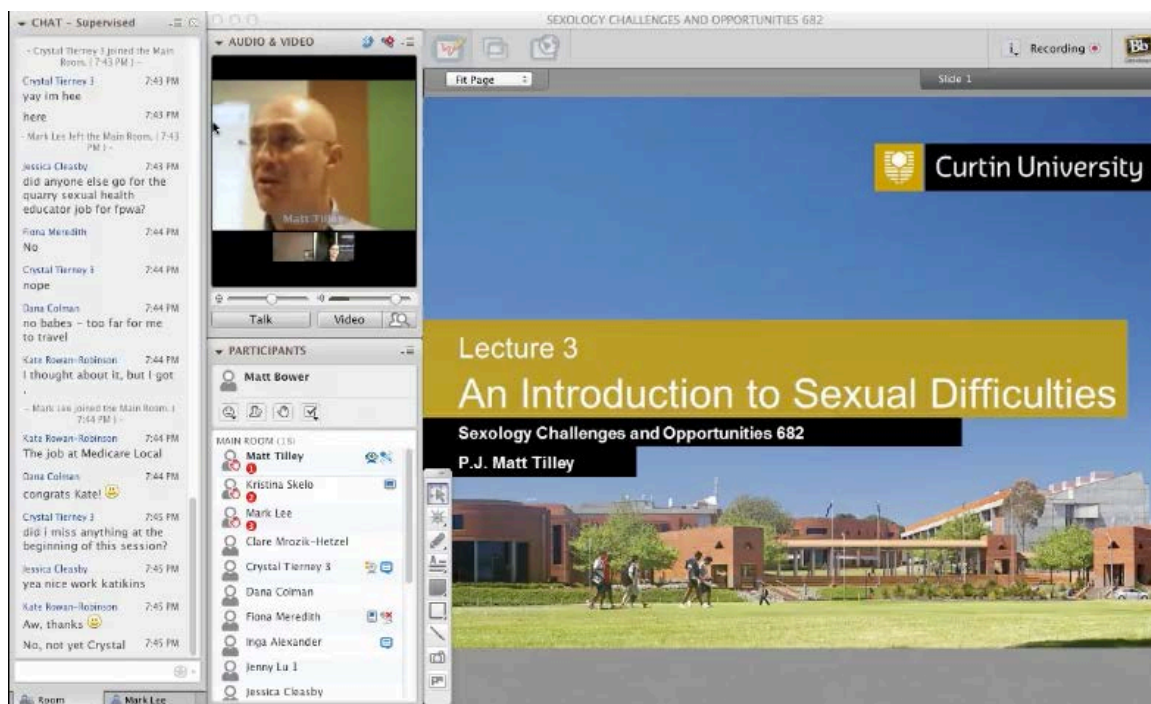 CHAT - Supervised
- Crystal Tierney 3 joined the Main
Room. ( 7:43 PM ) -
Crystal Tierney 3 7:43 PM
yay im hee
here 7:43 PM
- Mark Lee left the Main Room. ( 7:43
PM ) -
Jessica Cleasby 7:43 PM
did anyone else go for the
quarry sexual health
educator job for fpwa?
Fiona Meredith 7:44 PM
No
Crystal Tierney 3 7:44 PM
nope
Dana Colman 7:44 PM
no babes - too far for me
to travel
Kate Rowan-Robinson 7:44 PM
I thought about it, but I got
.
- Mark Lee joined the Main Room. (
7:44 PM ) -
Kate Rowan-Robinson 7:44 PM
The job at Medicare Local
Dana Colman 7:44 PM
congrats Kate!
Crystal Tierney 3 7:45 PM
did i miss anything at the
beginning of this session?
Jessica Cleasby 7:45 PM
yea nice work katikins
Kate Rowan-Robinson 7:45 PM
Aw, thanks
No, not yet Crystal 7:45 PM
Room
Mark Lee
SEXOLOGY CHALLENGES AND OPPORTUNITIES 682
AUDIO & VIDEO
Matt Tilley
Talk
Video
PARTICIPANTS
Matt Bower
MAIN ROOM (18)
Matt Tilley
1
Kristina Skelo
2
Mark Lee
3
Clare Mrozik-Hetzel
Crystal Tierney 3
Dana Colman
Fiona Meredith
Inga Alexander
Jenny Lu 1
Jessica Cleasby
Recording
Bb
Fit Page
Slide 1
Curtin University
Lecture 3
An Introduction to Sexual Difficulties
Sexology Challenges and Opportunities 682
P.J. Matt Tilley